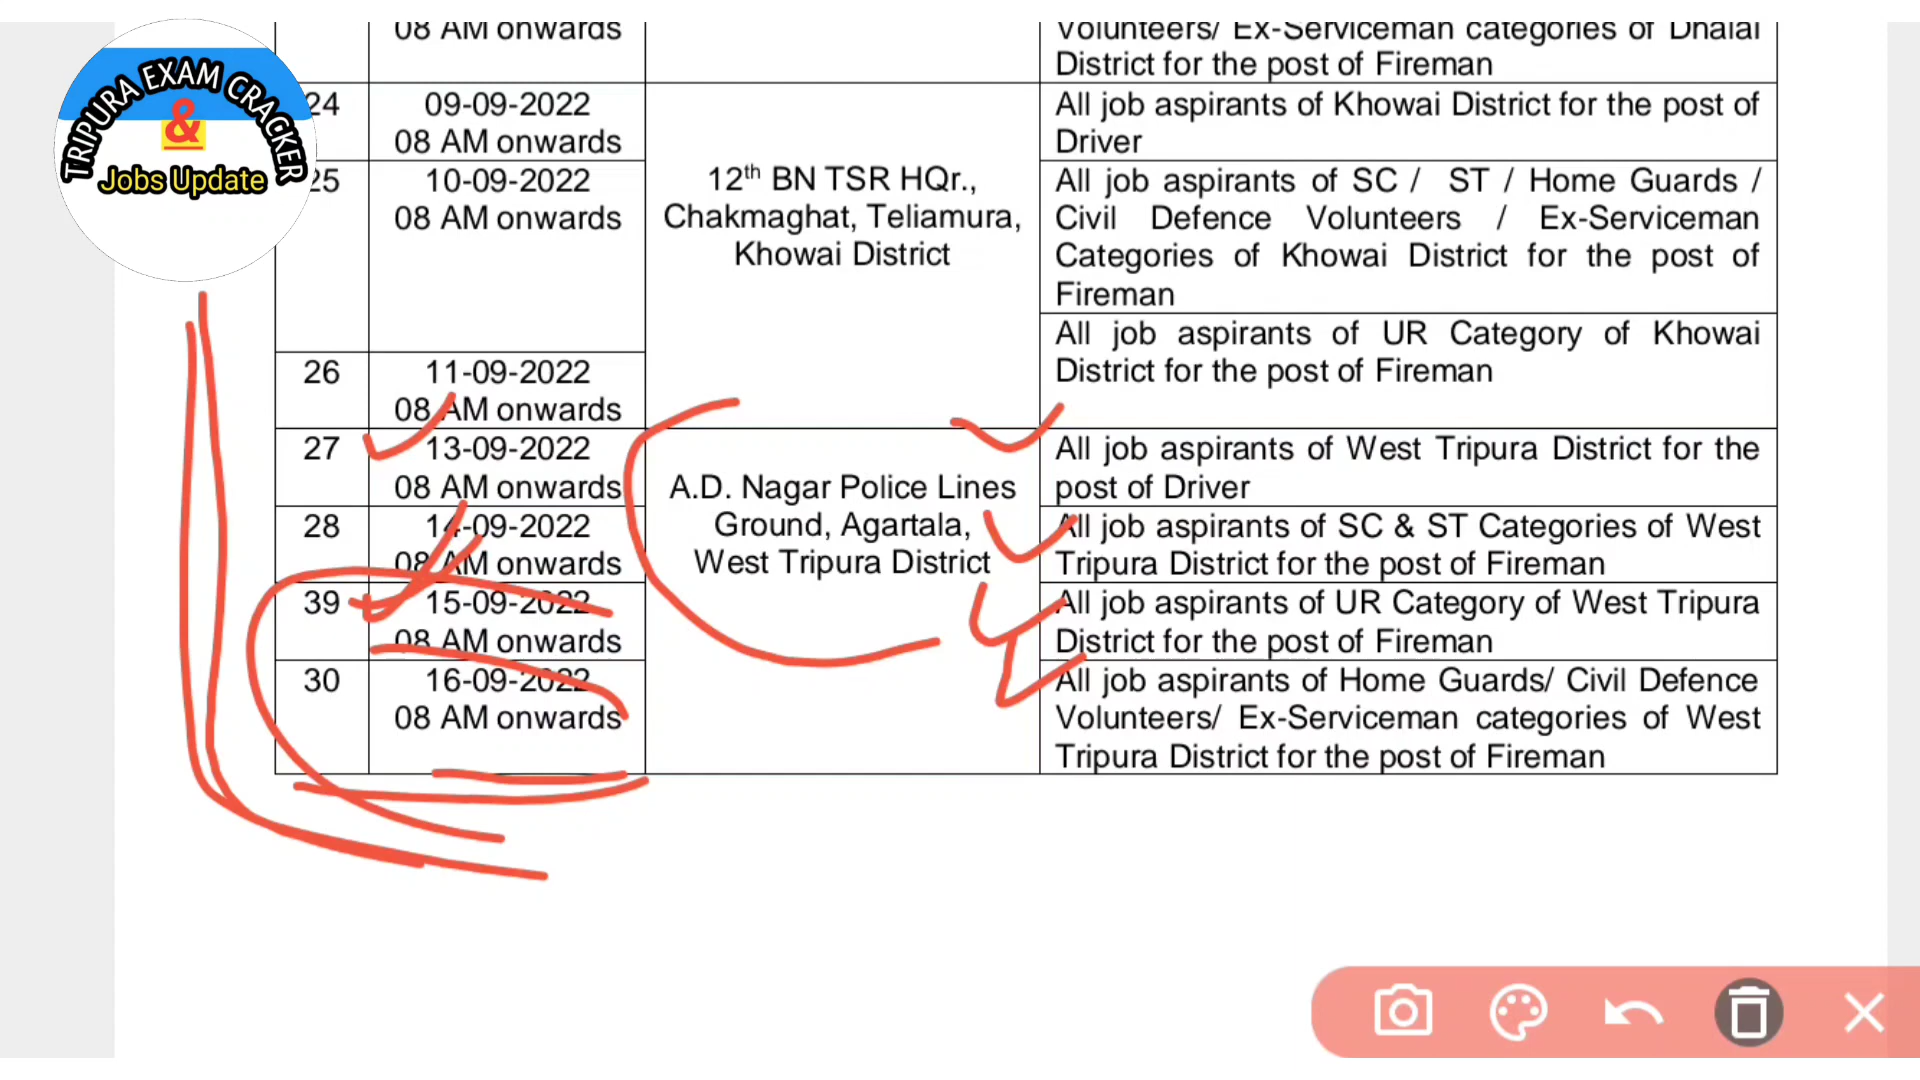 TRIPURA EXAM CRACKER
&
Jobs Update
08 AM onwards
Volunteers/ Ex-Serviceman categories of Dhalai
District for the post of Fireman
24
09-09-2022
08 AM onwards
All job aspirants of Khowai District for the post of
Driver
25
10-09-2022
08 AM onwards
12th BN TSR HQr.,
Chakmaghat, Teliamura,
Khowai District
All job aspirants of SC / ST / Home Guards /
Civil Defence Volunteers / Ex-Serviceman
Categories of Khowai District for the post of
Fireman
26
11-09-2022
08 AM onwards
All job aspirants of UR Category of Khowai
District for the post of Fireman
27
13-09-2022
08 AM onwards
A.D. Nagar Police Lines
Ground, Agartala,
West Tripura District
All job aspirants of West Tripura District for the
post of Driver
28
14-09-2022
08 AM onwards
All job aspirants of SC & ST Categories of West
Tripura District for the post of Fireman
39
15-09-2022
08 AM onwards
All job aspirants of UR Category of West Tripura
District for the post of Fireman
30
16-09-2022
08 AM onwards
All job aspirants of Home Guards/ Civil Defence
Volunteers/ Ex-Serviceman categories of West
Tripura District for the post of Fireman